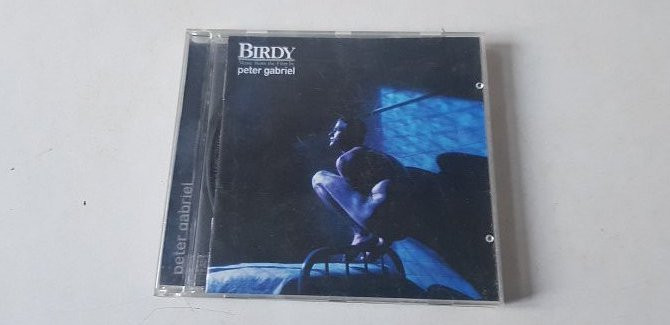 BIRDY
Music from the Film by
peter gabriel
peter gabriel